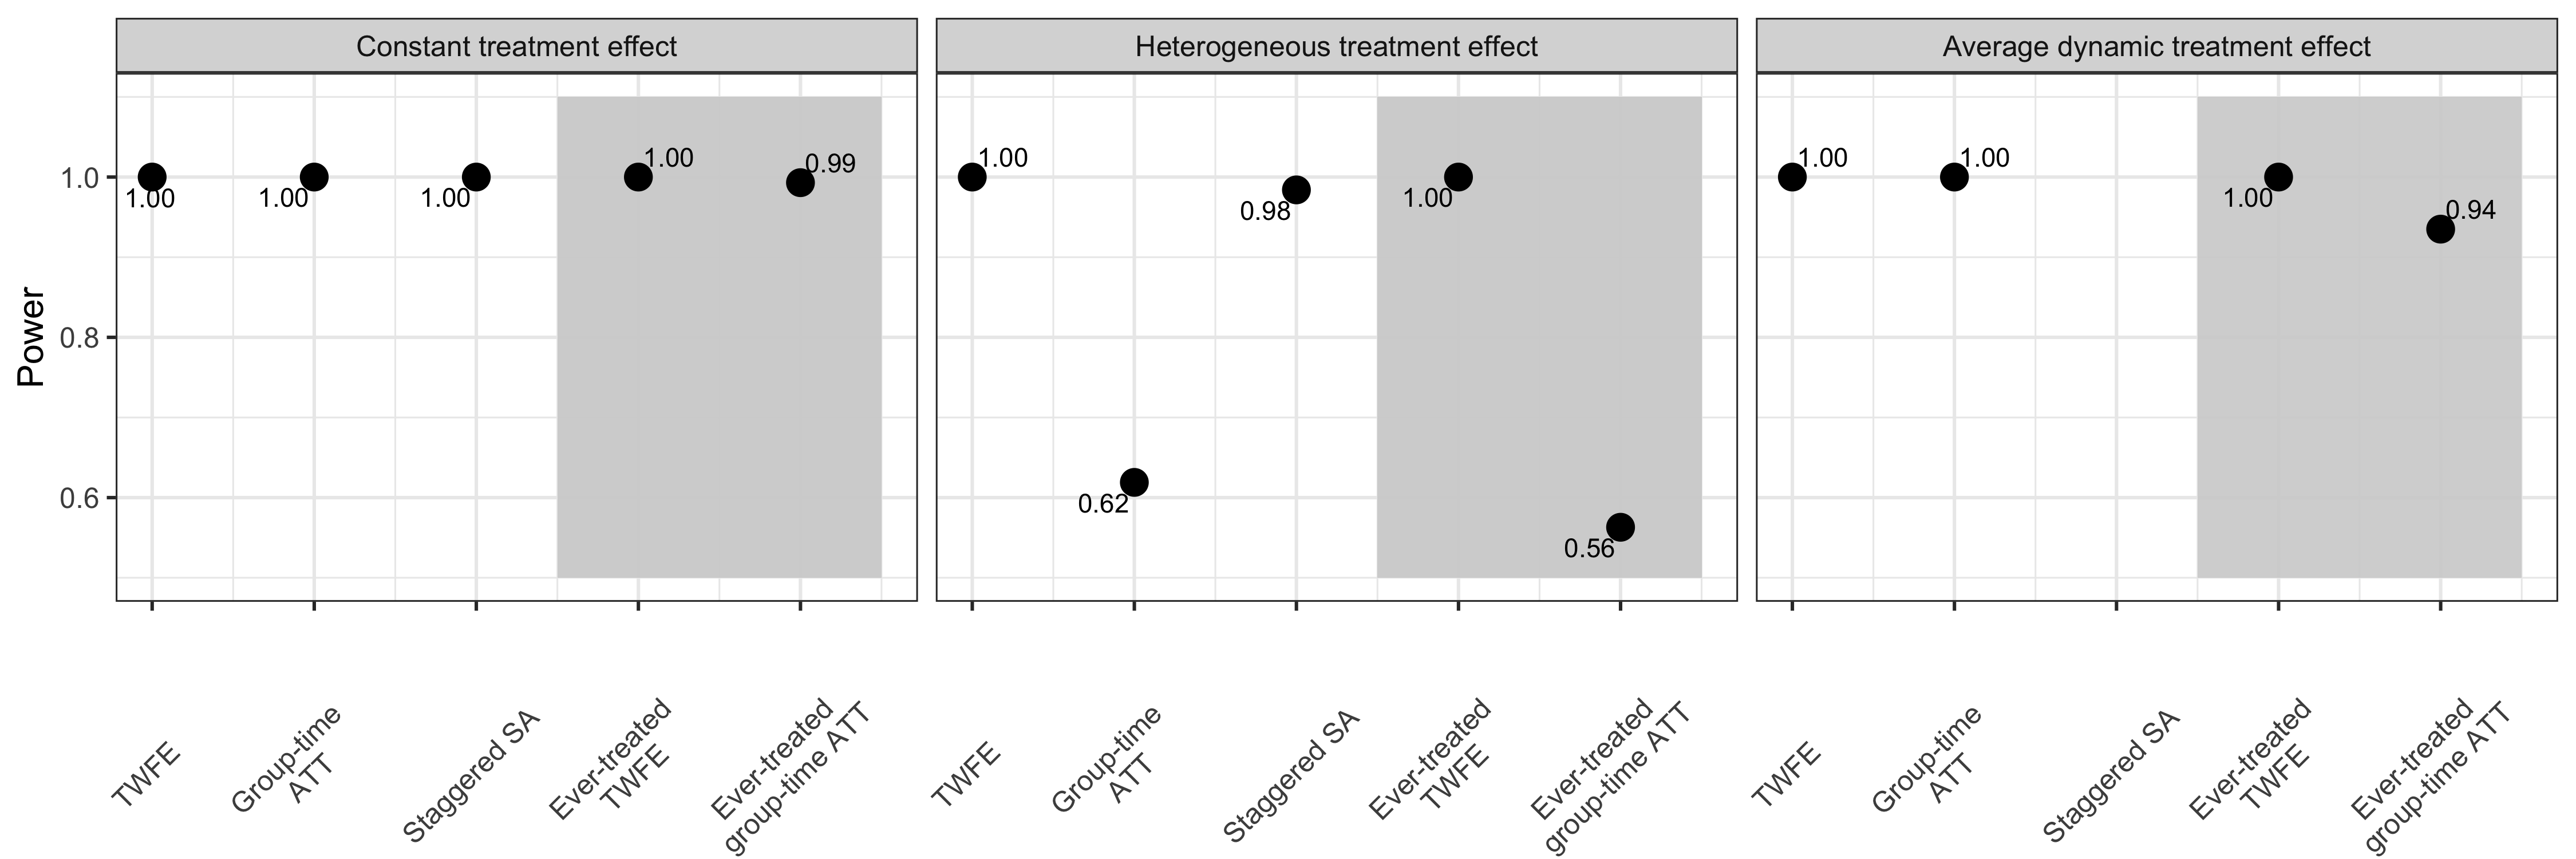 Constant treatment effect
Heterogeneous treatment effect
Average dynamic treatment effect
Power
1.0
0.8
0.6
1.00
1.00
1.00
1.00
0.99
1.00
0.62
0.98
1.00
0.56
1.00
1.00
1.00
0.94
TWFE
Group-time
ATT
Staggered SA
Ever-treated
TWFE
Ever-treated
group-time ATT
TWFE
Group-time
ATT
Staggered SA
Ever-treated
TWFE
Ever-treated
group-time ATT
TWFE
Group-time
ATT
Staggered SA
Ever-treated
TWFE
Ever-treated
group-time ATT